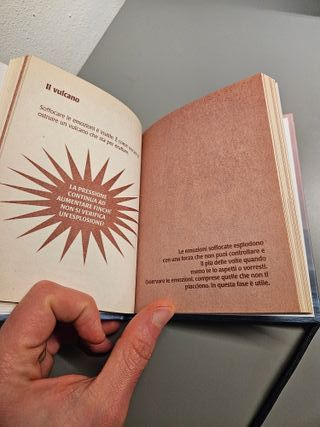 Il vulcano
Soffocare le emozioni è inutile. È come
ostruire un vulcano che sta per eruttare.
LA PRESSIONE
CONTINUA AD
AUMENTARE FINCHÉ
NON SI VERIFICA
UN'ESPLOSIONE!
Le emozioni soffocate esplodono
con una forza che non puoi controllare e
il più delle volte quando
meno te lo aspetti o vorresti.
Osservare le emozioni, comprese quelle che non ti
piacciono, in questa fase è utile.